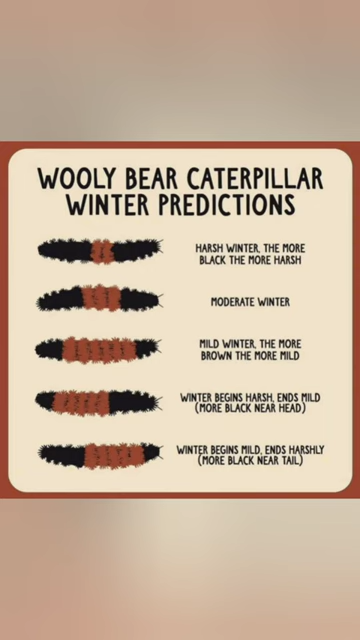 WOOLY BEAR CATERPILLAR
WINTER PREDICTIONS
HARSH WINTER, THE MORE
BLACK THE MORE HARSH
MODERATE WINTER
MILD WINTER, THE MORE
BROWN THE MORE MILD
WINTER BEGINS HARSH, ENDS MILD
(MORE BLACK NEAR HEAD)
WINTER BEGINS MILD, ENDS HARSHLY
(MORE BLACK NEAR TAIL)